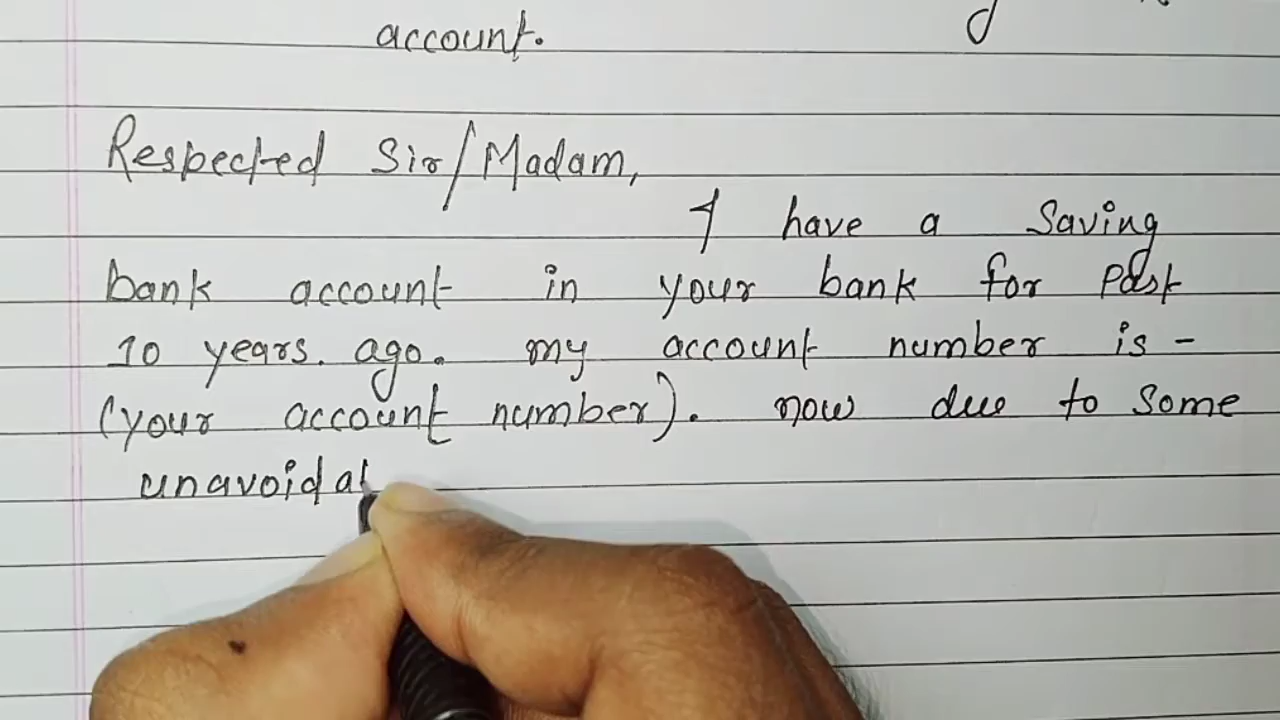 account.
Respected Sir/Madam,
I have a Saving
bank account in your bank for past
10 years. ago. my account number is -
(your account number). now due to some
unavoidab